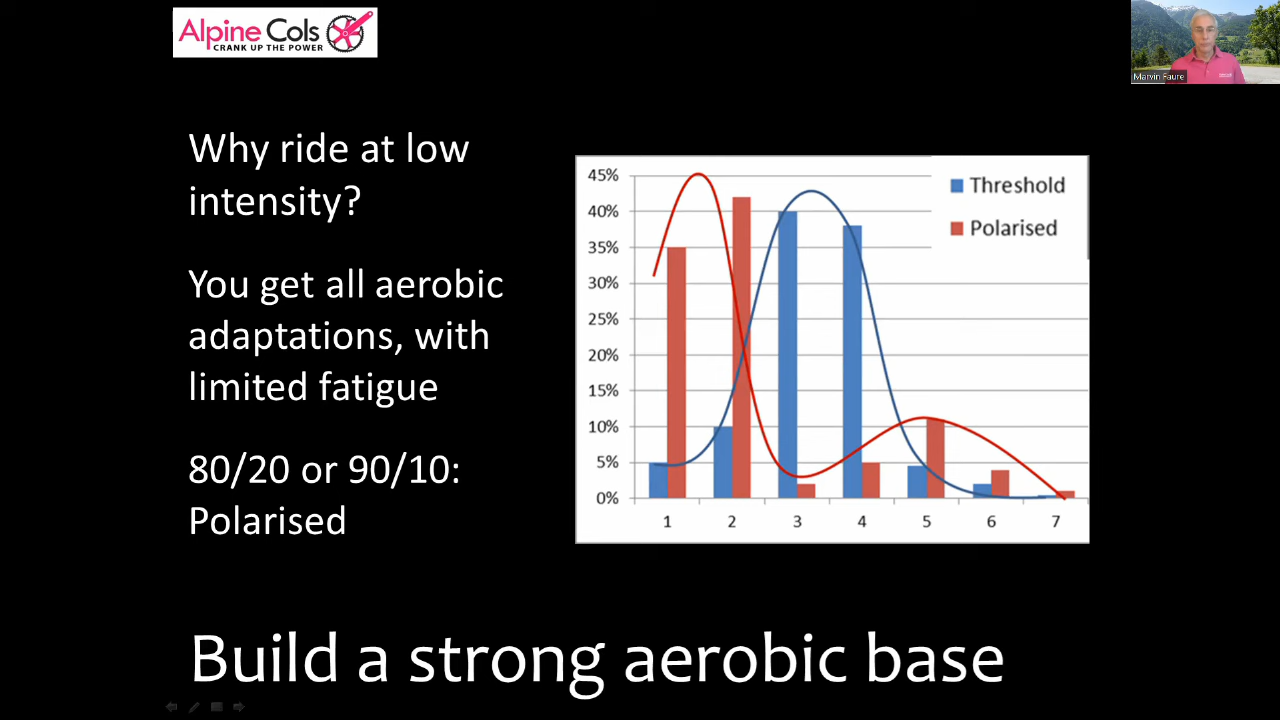 Alpine Cols
CRANK UP THE POWER
Marvin Faure
Why ride at low
intensity?
You get all aerobic
adaptations, with
limited fatigue
80/20 or 90/10:
Polarised
45%
40%
35%
30%
25%
20%
15%
10%
5%
0%
1 2 3 4 5 6 7
Threshold
Polarised
Build a strong aerobic base